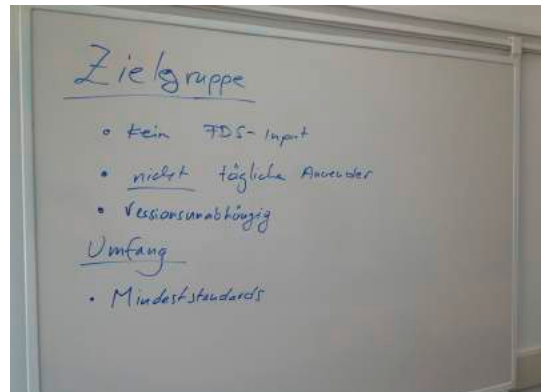 Zielgruppe
• kein FDS-Input
• nicht tägliche Anwender
• Versionsunabhängig
Umfang
• Mindeststandards